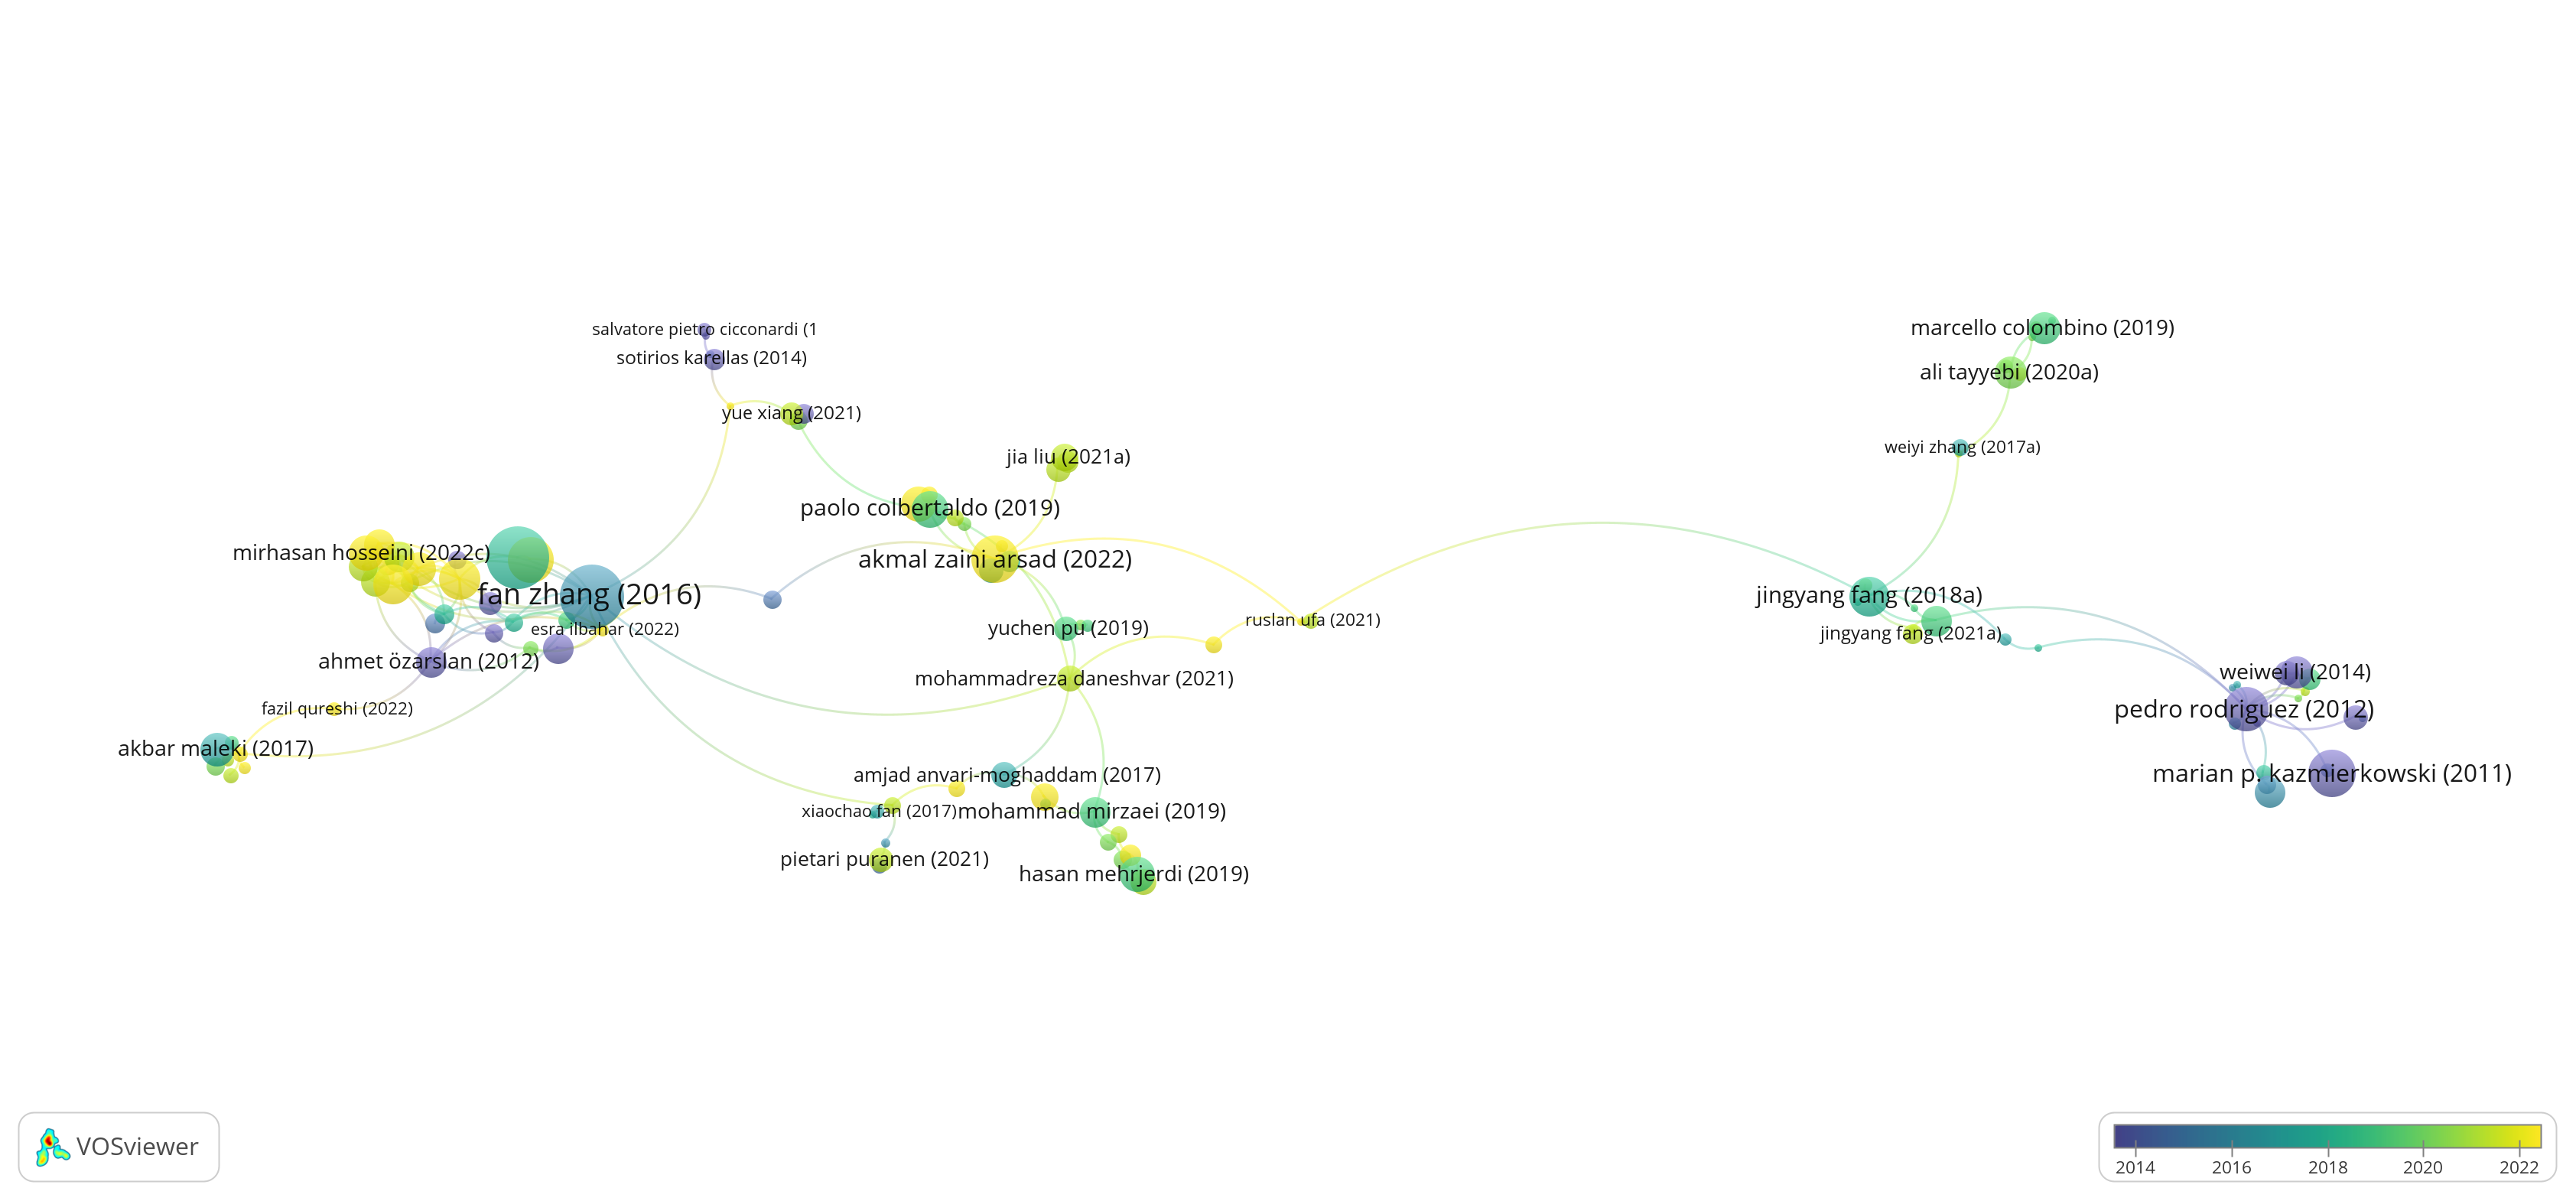 salvatore pietro cicconardi (1
marcello colombino (2019)
sotirios karellas (2014)
ali tayyebi (2020a)
yue xiang (2021)
weiyi zhang (2017a)
jia liu (2021a)
paolo colbertaldo (2019)
mirhasan hosseini (2022c)
akmal zaini arsad (2022)
fan zhang (2016)
jingyang fang (2018a)
ruslan ufa (2021)
esra ilbahar (2022)
yuchen pu (2019)
jingyang fang (2021a)
ahmet özarslan (2012)
weiwei li (2014)
mohammadreza daneshvar (2021)
fazil qureshi (2022)
pedro rodriguez (2012)
akbar maleki (2017)
amjad anvari-moghaddam (2017)
marian p. kazmierkowski (2011)
xiaochao fan (2017)
mohammad mirzaei (2019)
pietari puranen (2021)
hasan mehrjerdi (2019)
VOSviewer
2014 2016 2018 2020 2022